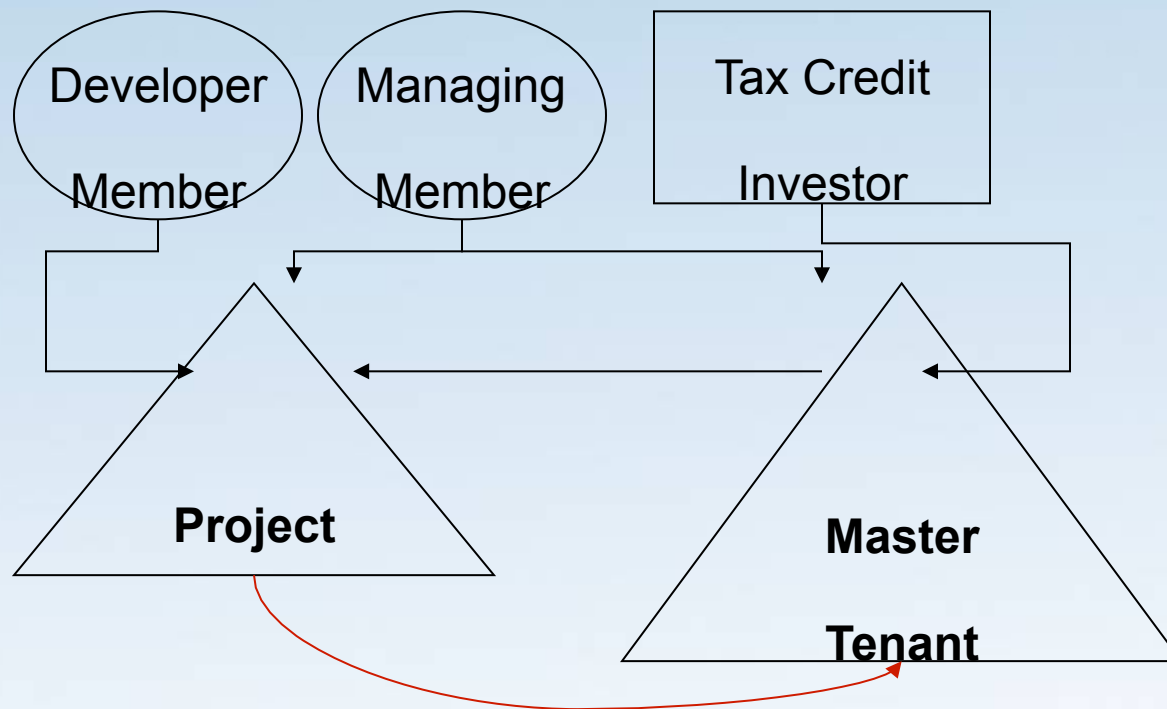 Developer
Member
Managing
Member
Tax Credit
Investor
Project
Master
Tenant